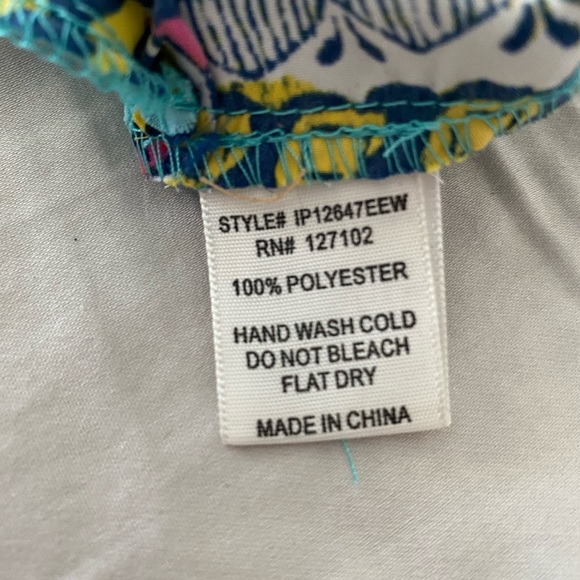 STYLE# IP12647EEW
RN# 127102
100% POLYESTER
HAND WASH COLD
DO NOT BLEACH
FLAT DRY
MADE IN CHINA